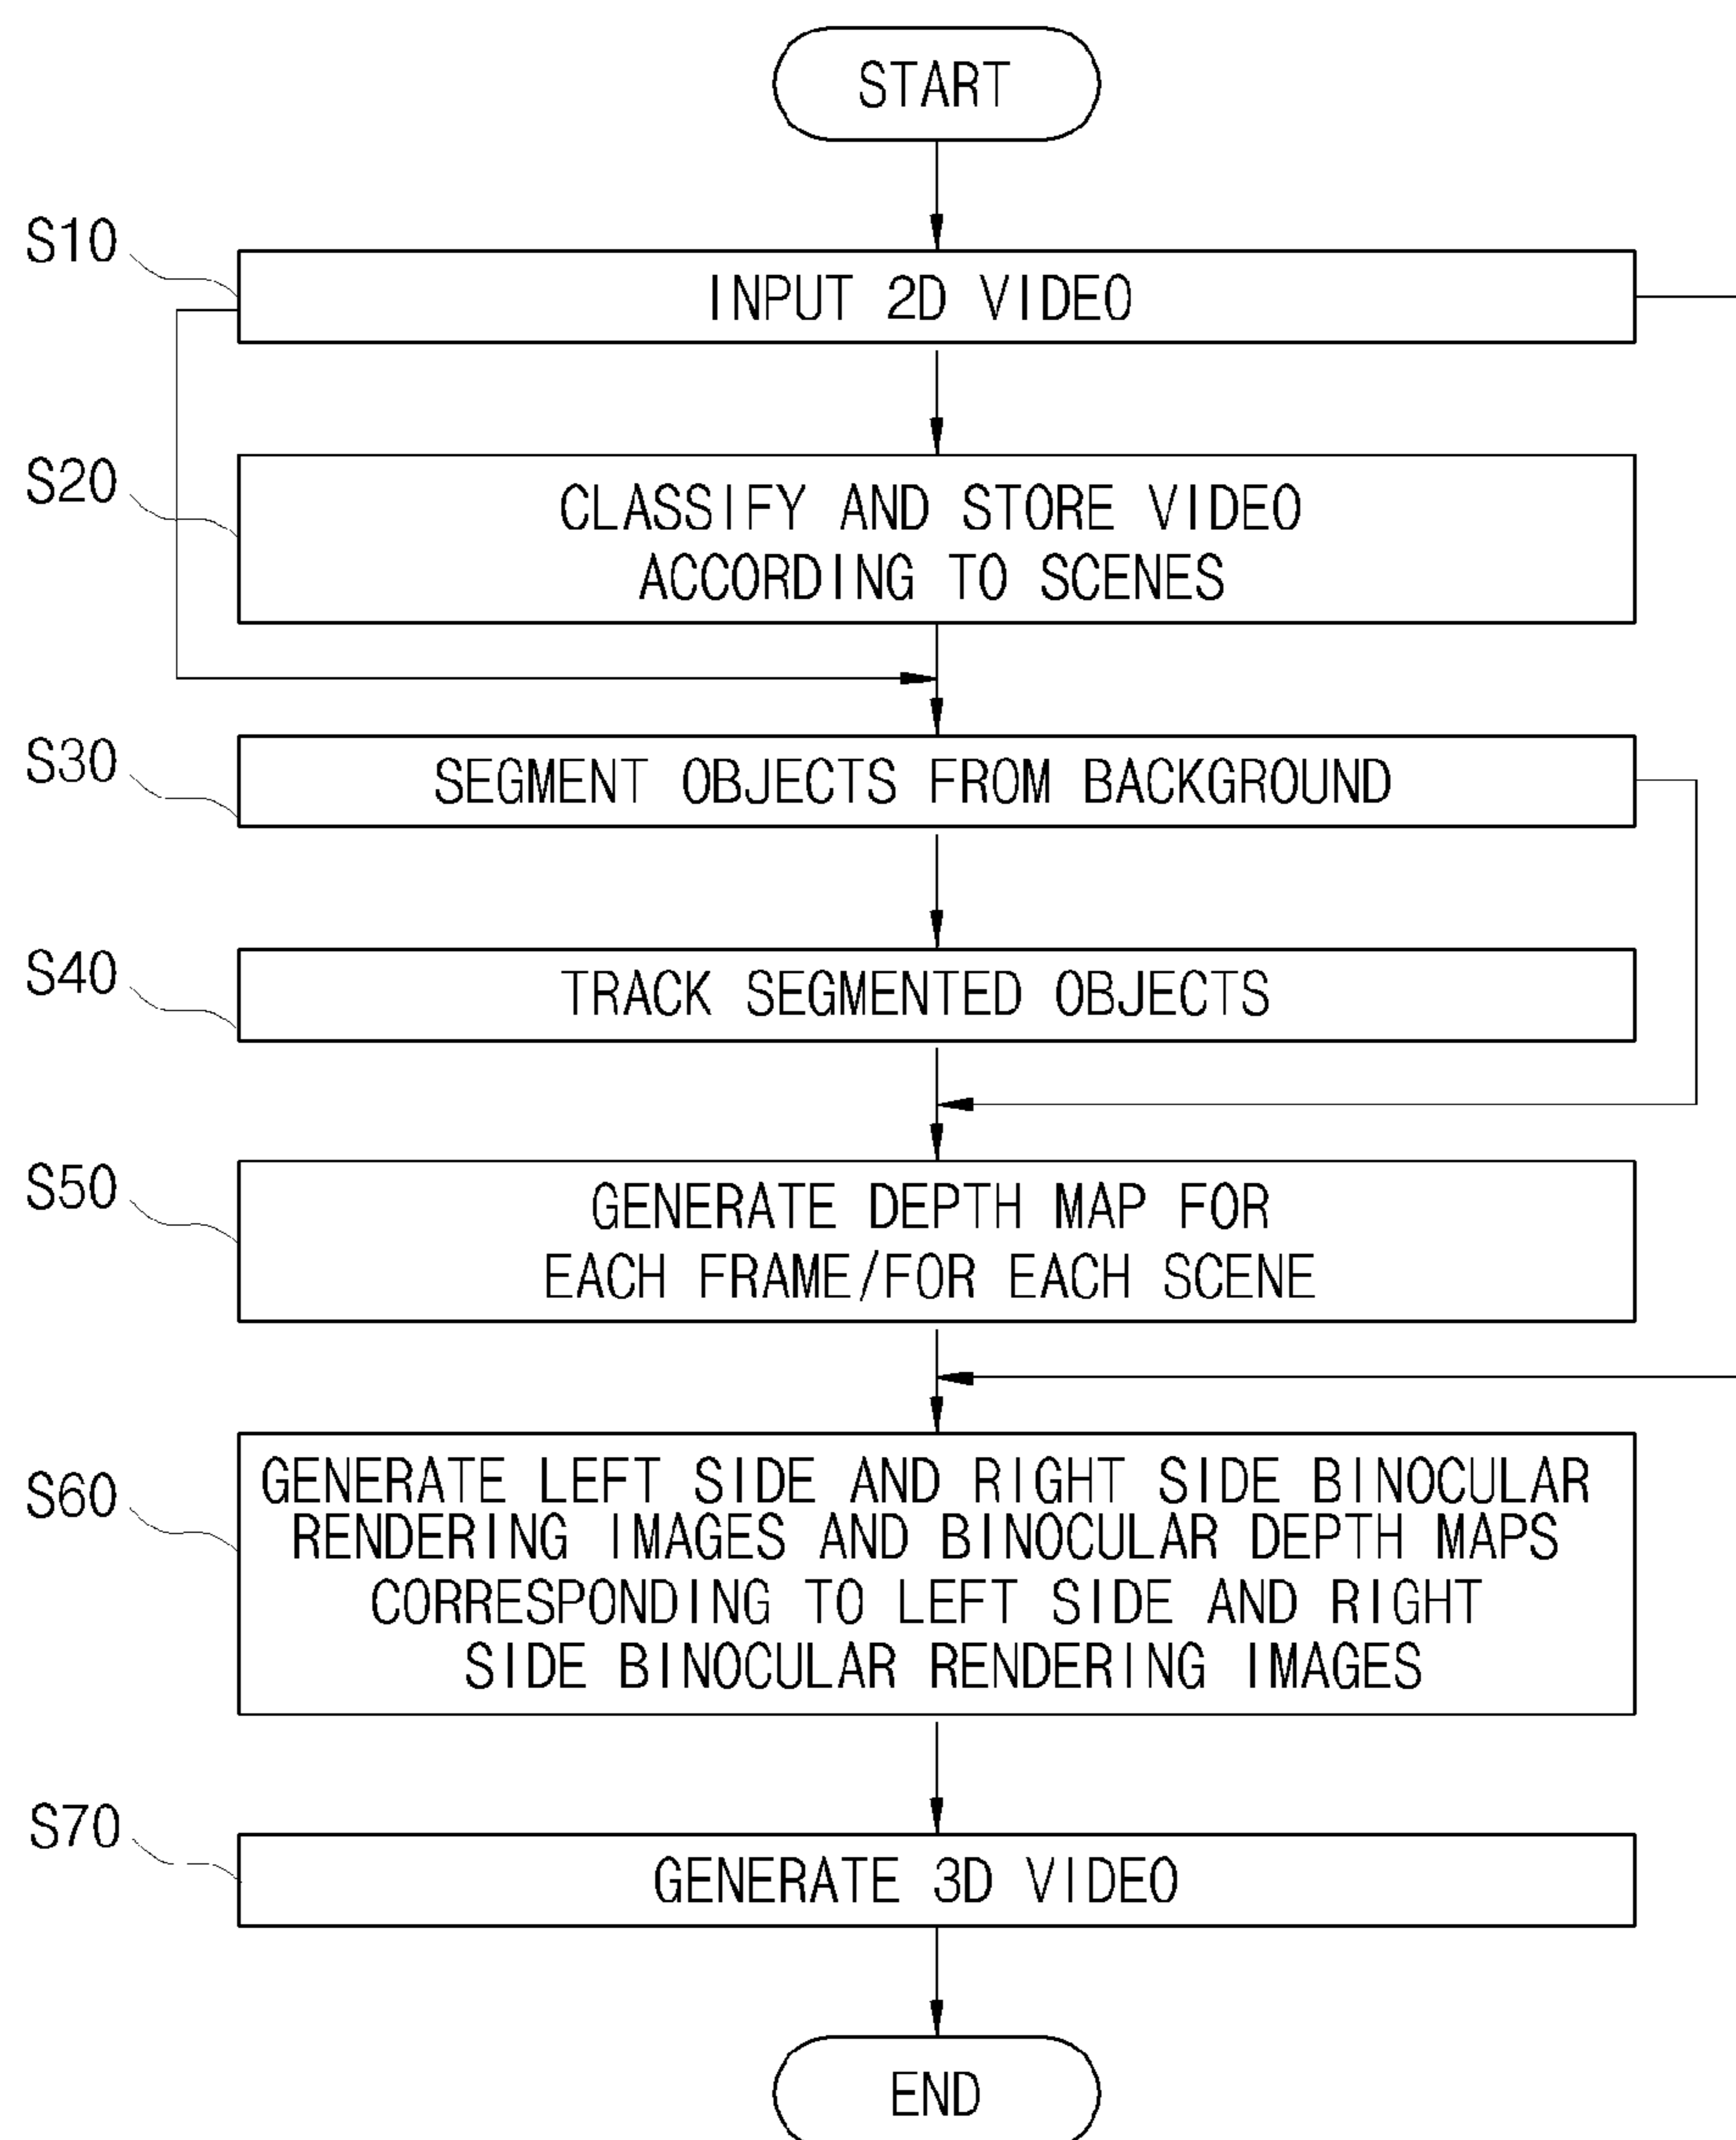 START
S10
INPUT 2D VIDEO
S20
CLASSIFY AND STORE VIDEO
ACCORDING TO SCENES
S30
SEGMENT OBJECTS FROM BACKGROUND
S40
TRACK SEGMENTED OBJECTS
S50
GENERATE DEPTH MAP FOR
EACH FRAME/FOR EACH SCENE
S60
GENERATE LEFT SIDE AND RIGHT SIDE BINOCULAR
RENDERING IMAGES AND BINOCULAR DEPTH MAPS
CORRESPONDING TO LEFT SIDE AND RIGHT
SIDE BINOCULAR RENDERING IMAGES
S70
GENERATE 3D VIDEO
END